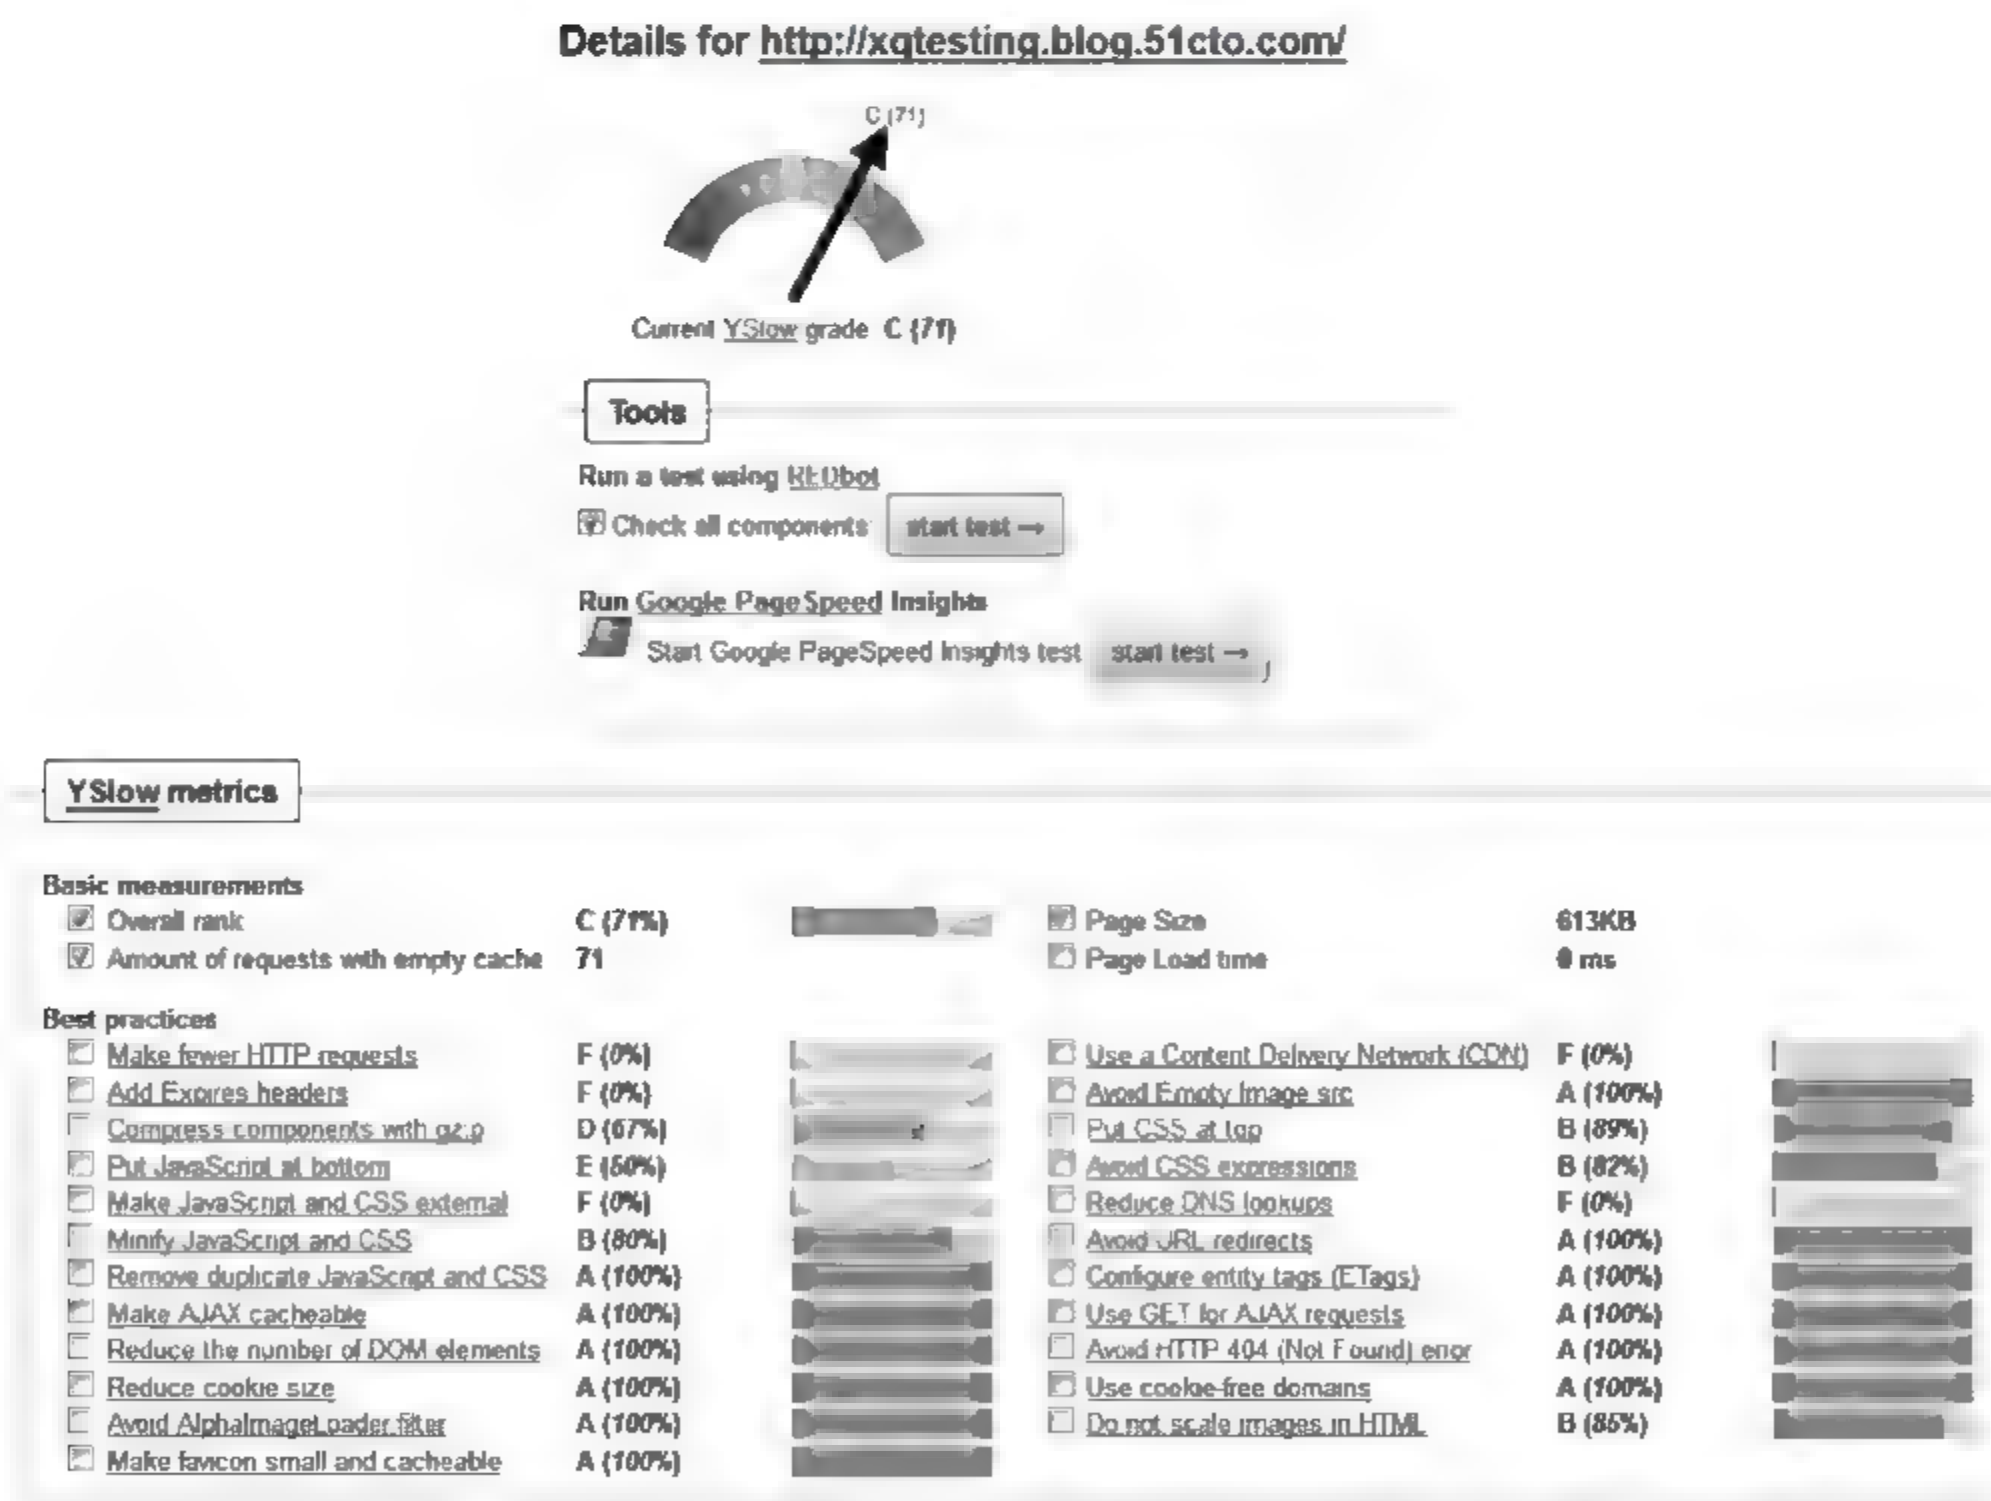 Details for http://xqtesting.blog.51cto.com/
C (71)
Current YSlow grade C (71)
Tools
Run a test using REDbot
Check all components start test →
Run Google PageSpeed Insights
Start Google PageSpeed Insights test start test →
YSlow metrics
Basic measurements
Overall rank C (71%) Page Size 613KB
Amount of requests with empty cache 71 Page Load time 0 ms
Best practices
Make fewer HTTP requests F (0%) Use a Content Delivery Network (CDN) F (0%)
Add Expires headers F (0%) Avoid Empty Image src A (100%)
Compress components with gzip D (67%) Put CSS at top B (89%)
Put JavaScript at bottom E (50%) Avoid CSS expressions B (82%)
Make JavaScript and CSS external F (0%) Reduce DNS lookups F (0%)
Minify JavaScript and CSS B (80%) Avoid URL redirects A (100%)
Remove duplicate JavaScript and CSS A (100%) Configure entity tags (ETags) A (100%)
Make AJAX cacheable A (100%) Use GET for AJAX requests A (100%)
Reduce the number of DOM elements A (100%) Avoid HTTP 404 (Not Found) error A (100%)
Reduce cookie size A (100%) Use cookie-free domains A (100%)
Avoid AlphaImageLoader filter A (100%) Do not scale images in HTML B (85%)
Make favicon small and cacheable A (100%)